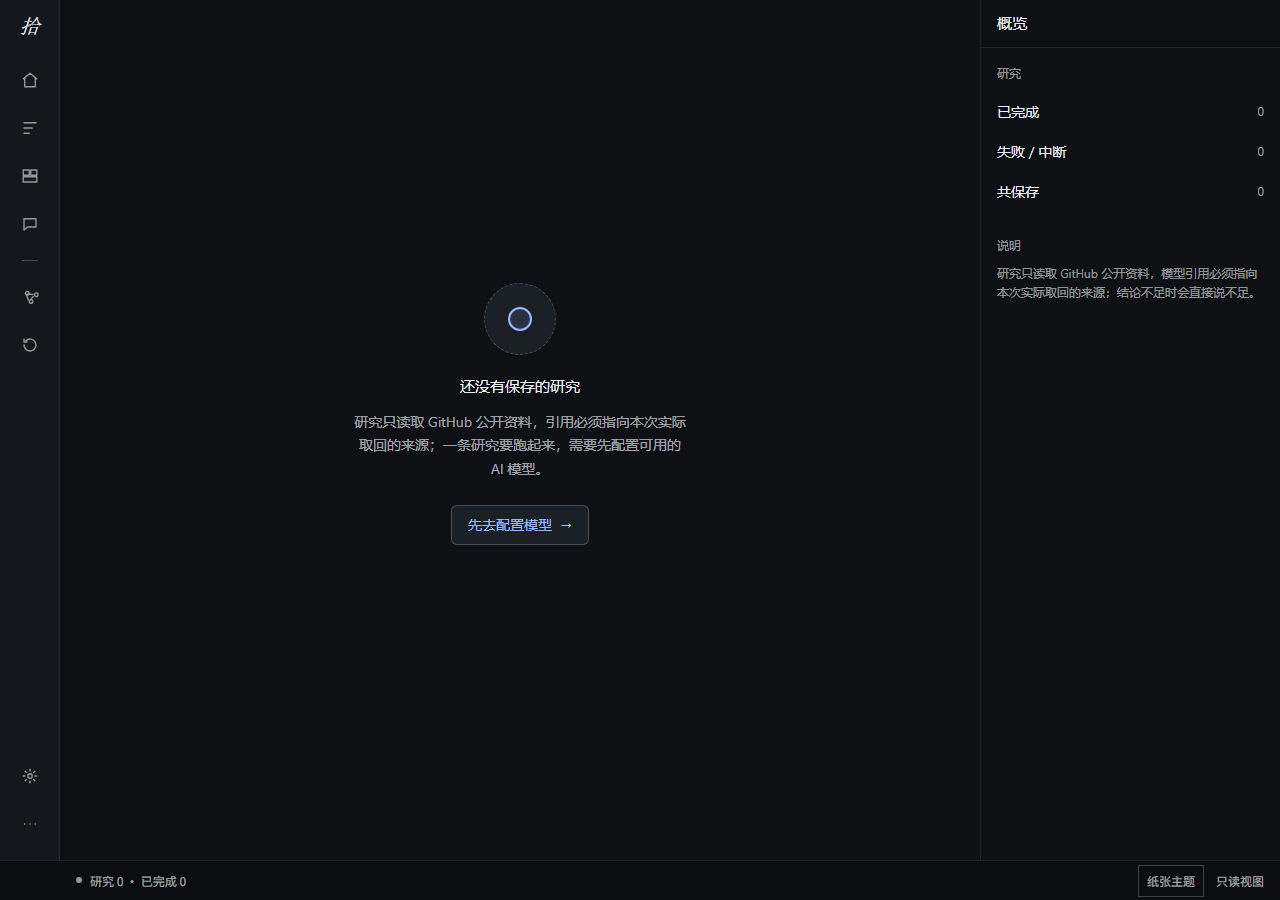 拾
还没有保存的研究
研究只读取 GitHub 公开资料，引用必须指向本次实际
取回的来源；一条研究要跑起来，需要先配置可用的
AI 模型。
先去配置模型 →
概览
研究
已完成 0
失败 / 中断 0
共保存 0
说明
研究只读取 GitHub 公开资料，模型引用必须指向
本次实际取回的来源；结论不足时会直接说不足。
研究 0 · 已完成 0
纸张主题 只读视图